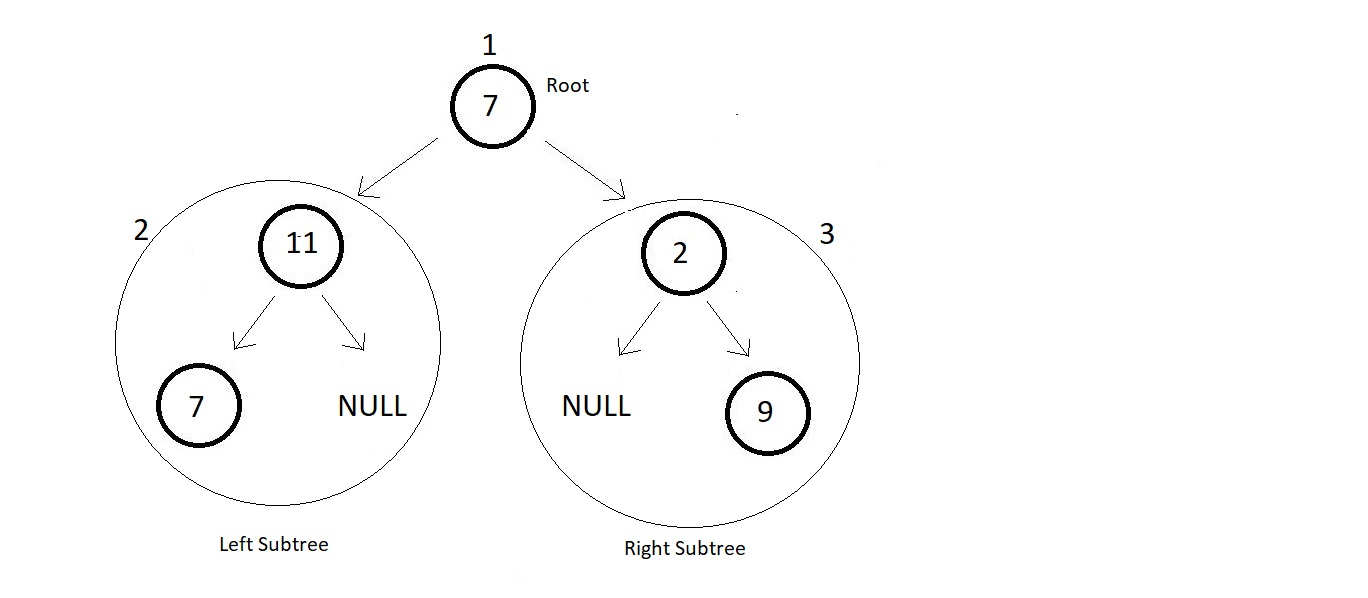 1
7
Root
2
11
2
3
7
NULL
NULL
9
Left Subtree
Right Subtree